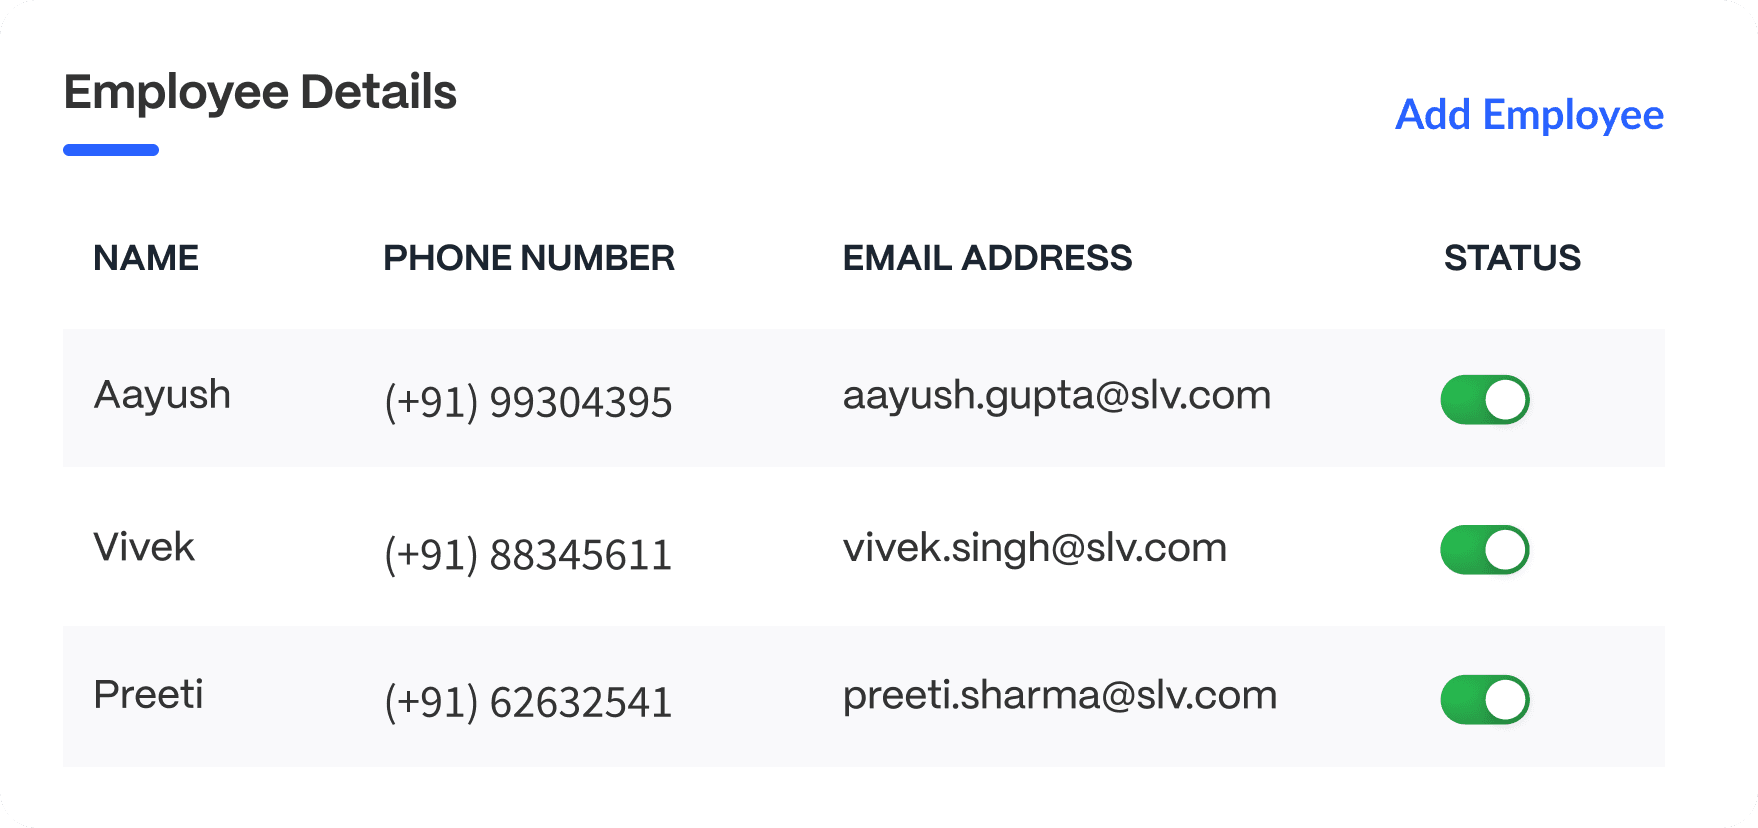 Employee Details
Add Employee
NAME PHONE NUMBER EMAIL ADDRESS STATUS
Aayush (+91) 99304395 aayush.gupta@slv.com
Vivek (+91) 88345611 vivek.singh@slv.com
Preeti (+91) 62632541 preeti.sharma@slv.com